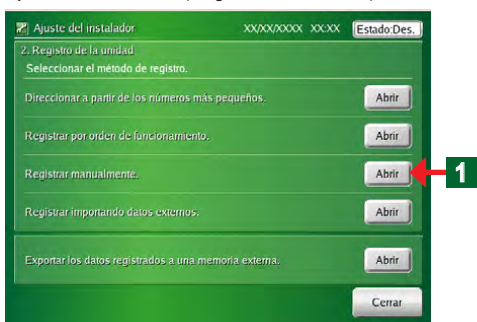 Ajuste del instalador XX/XX/XXXX XX:XX Estado:Des.
2. Registro de la unidad
Seleccionar el método de registro.
Direccionar a partir de los números más pequeños. Abrir
Registrar por orden de funcionamiento. Abrir
Registrar manualmente. Abrir 1
Registrar importando datos externos. Abrir
Exportar los datos registrados a una memoria externa. Abrir
Cerrar